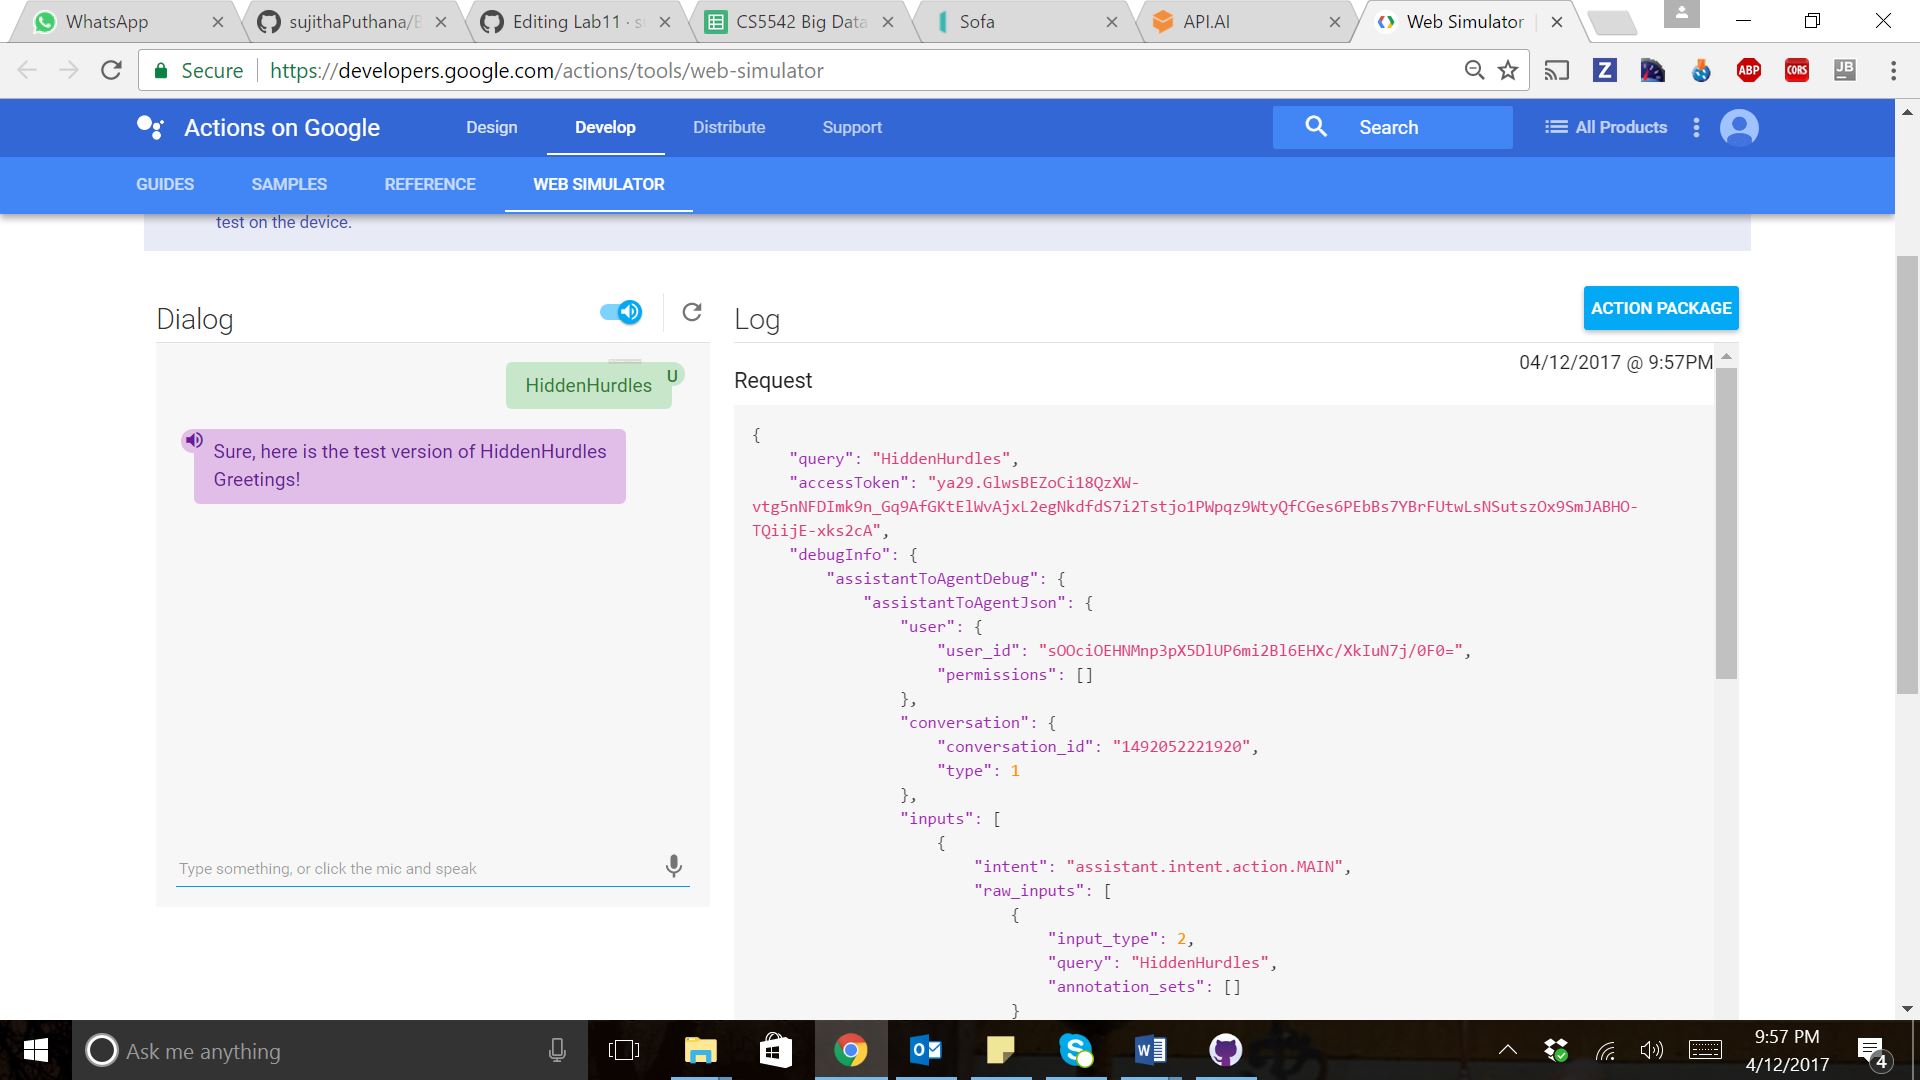 WhatsApp
sujithaPuthana/B
Editing Lab11 · s
CS5542 Big Data
Sofa
API.AI
Web Simulator
Secure
https://developers.google.com/actions/tools/web-simulator
Z
ABP
CORS
JB
Actions on Google
Design
Develop
Distribute
Support
Search
All Products
GUIDES
SAMPLES
REFERENCE
WEB SIMULATOR
test on the device.
Dialog
Log
ACTION PACKAGE
04/12/2017 @ 9:57PM
Request
HiddenHurdles
U
Sure, here is the test version of HiddenHurdles
Greetings!
Type something, or click the mic and speak
{
"query": "HiddenHurdles",
"accessToken": "ya29.GlwsBEZoCi18QzXW-
vtg5nNFDImk9n_Gq9AfGKtElWvAjxL2egNkdfdS7i2Tstjo1PWpqz9WtyQfCGes6PEbBs7YBrFUtwLsNSutszOx9SmJABHO-
TQiijE-xks2cA",
"debugInfo": {
"assistantToAgentDebug": {
"assistantToAgentJson": {
"user": {
"user_id": "sOOciOEHNMnp3pX5DlUP6mi2Bl6EHXc/XkIuN7j/0F0=",
"permissions": []
},
"conversation": {
"conversation_id": "1492052221920",
"type": 1
},
"inputs": [
{
"intent": "assistant.intent.action.MAIN",
"raw_inputs": [
{
"input_type": 2,
"query": "HiddenHurdles",
"annotation_sets": []
}
Ask me anything
9:57 PM
4/12/2017
4